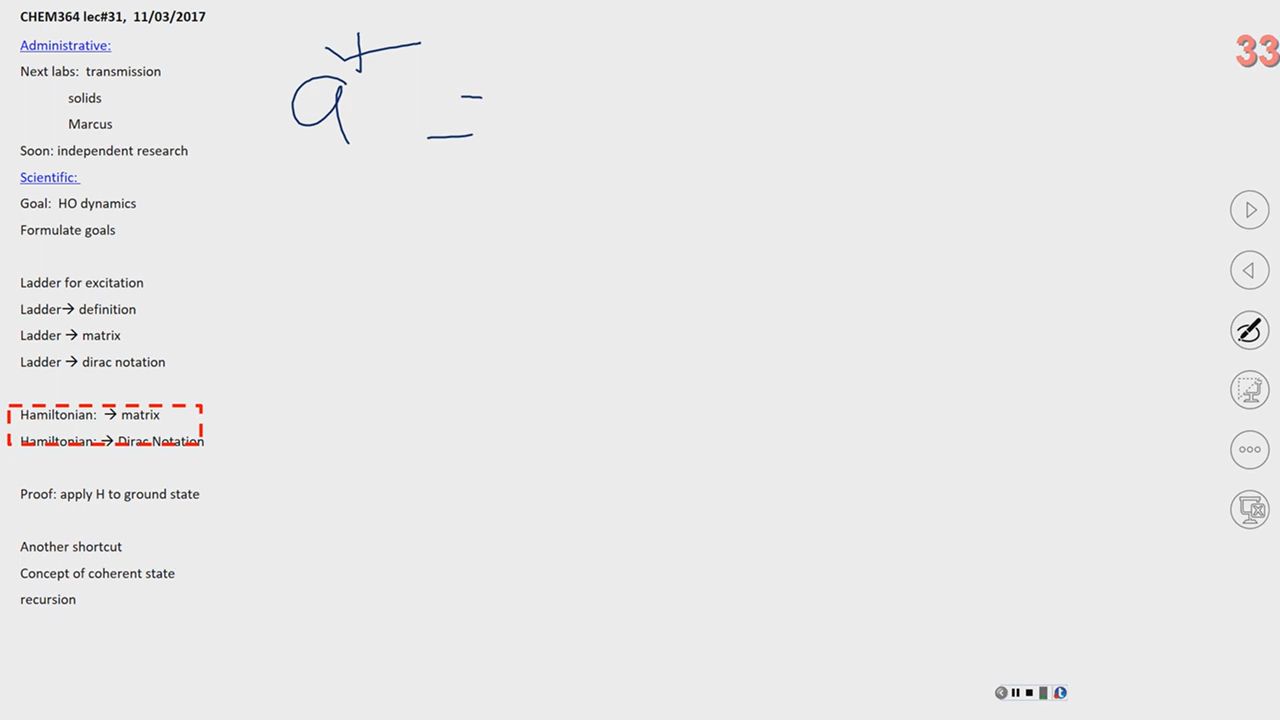 CHEM364 lec#31, 11/03/2017
Administrative:
Next labs: transmission
solids
Marcus
Soon: independent research
Scientific:
Goal: HO dynamics
Formulate goals
Ladder for excitation
Ladder→ definition
Ladder → matrix
Ladder → dirac notation
Hamiltonian: → matrix
Hamiltonian: → Dirac Notation
Proof: apply H to ground state
Another shortcut
Concept of coherent state
recursion
a⁺ =
33